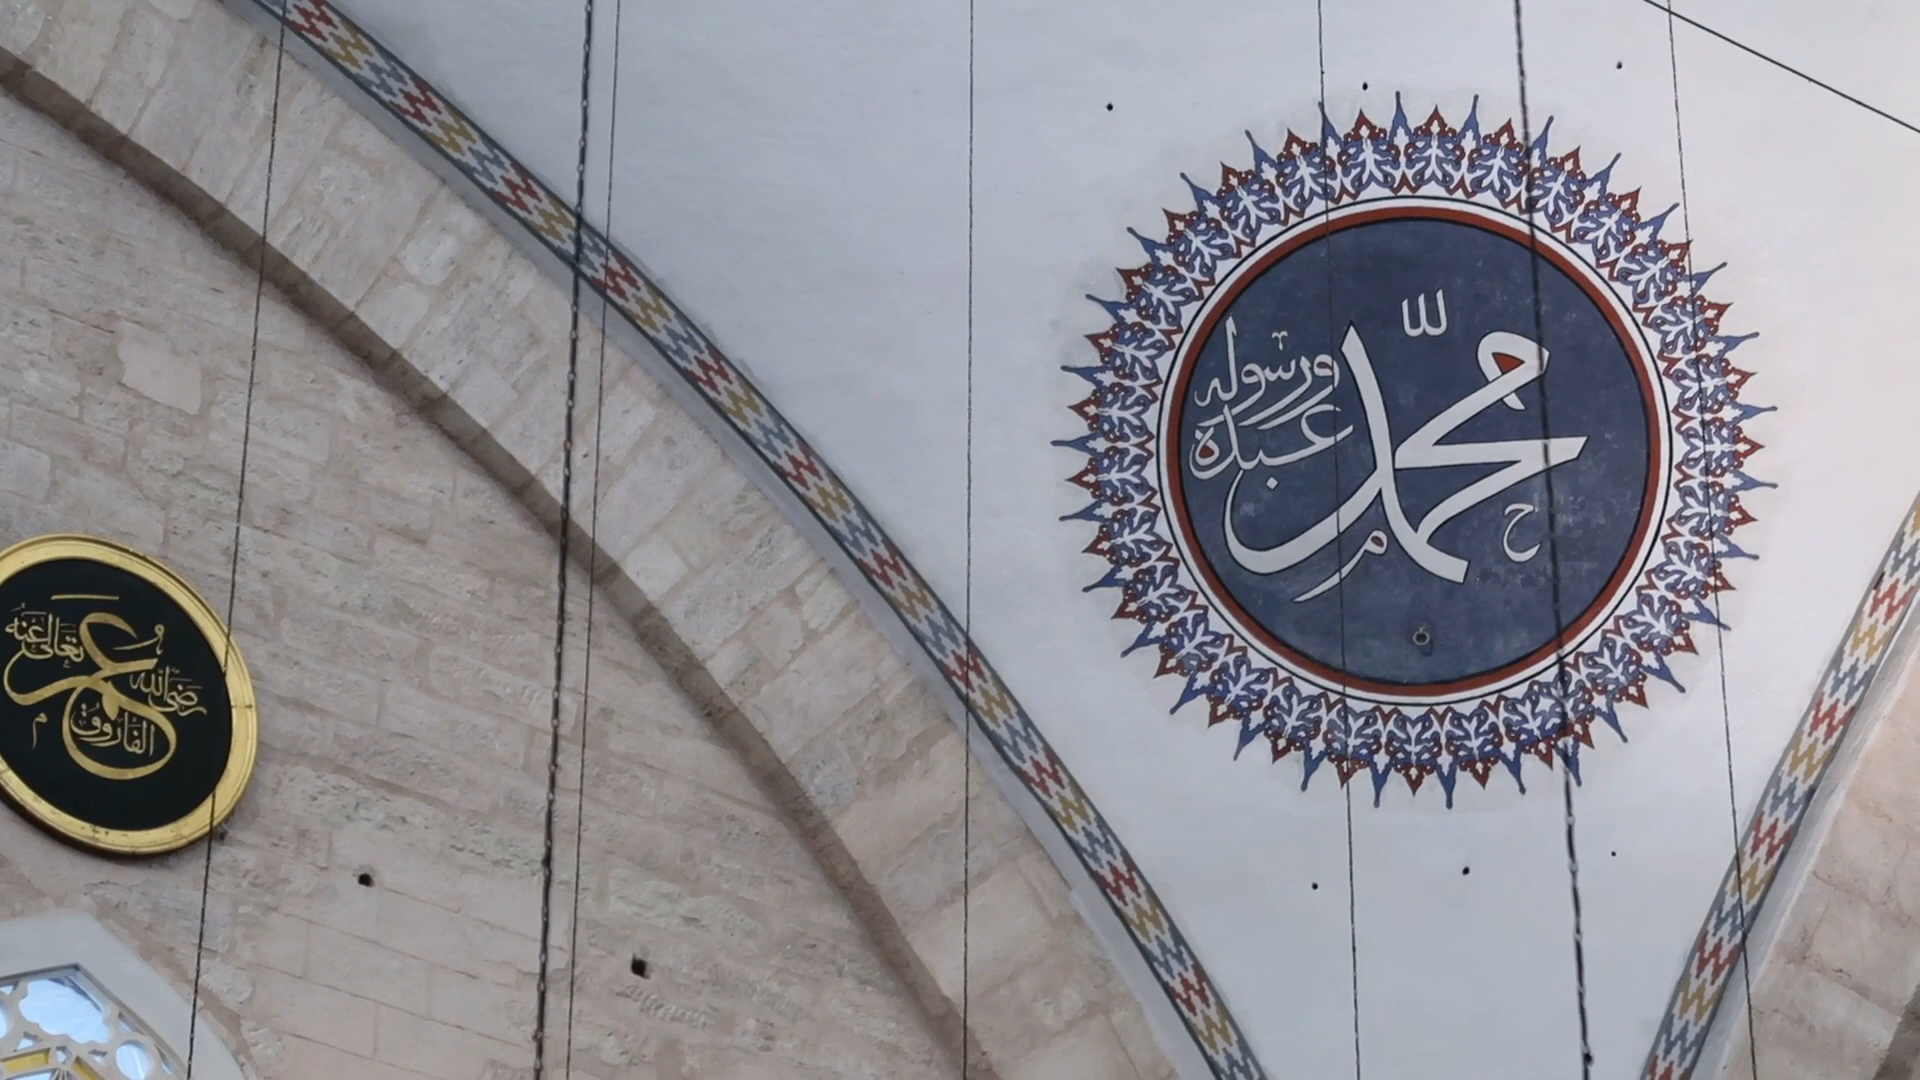 محمد
عبده
ورسوله
عمر
الفاروق
رضي الله
تعالى عنه